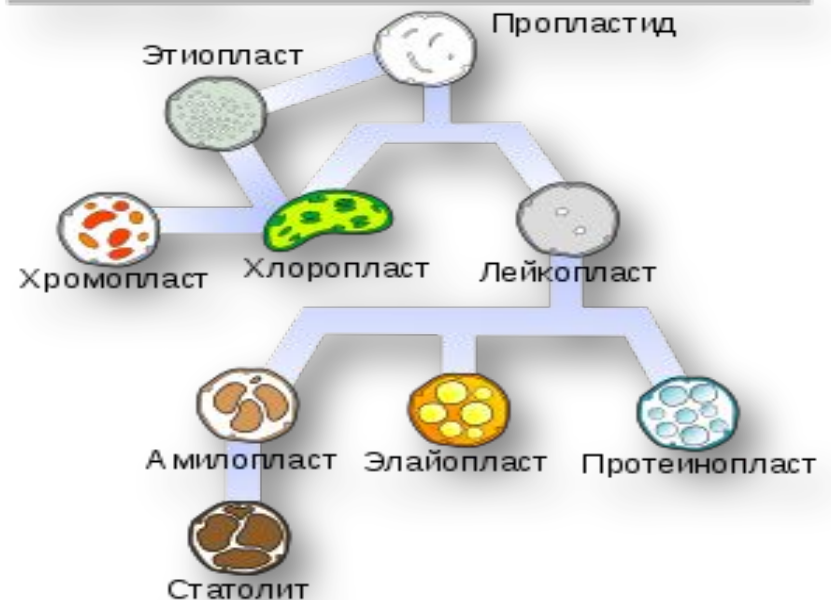 Пропластид
Этиопласт
Хромопласт
Хлоропласт
Лейкопласт
Амилопласт
Элайопласт
Протеинопласт
Статолит